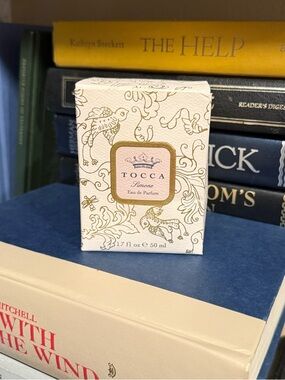 Kathryn Stockett THE HELP
READER'S DIGEST
ICK
OM'S
TOCCA
Simone
Eau de Parfum
1.7 fl oz ℮ 50 ml
ITCHELL
WITH
HE WIND